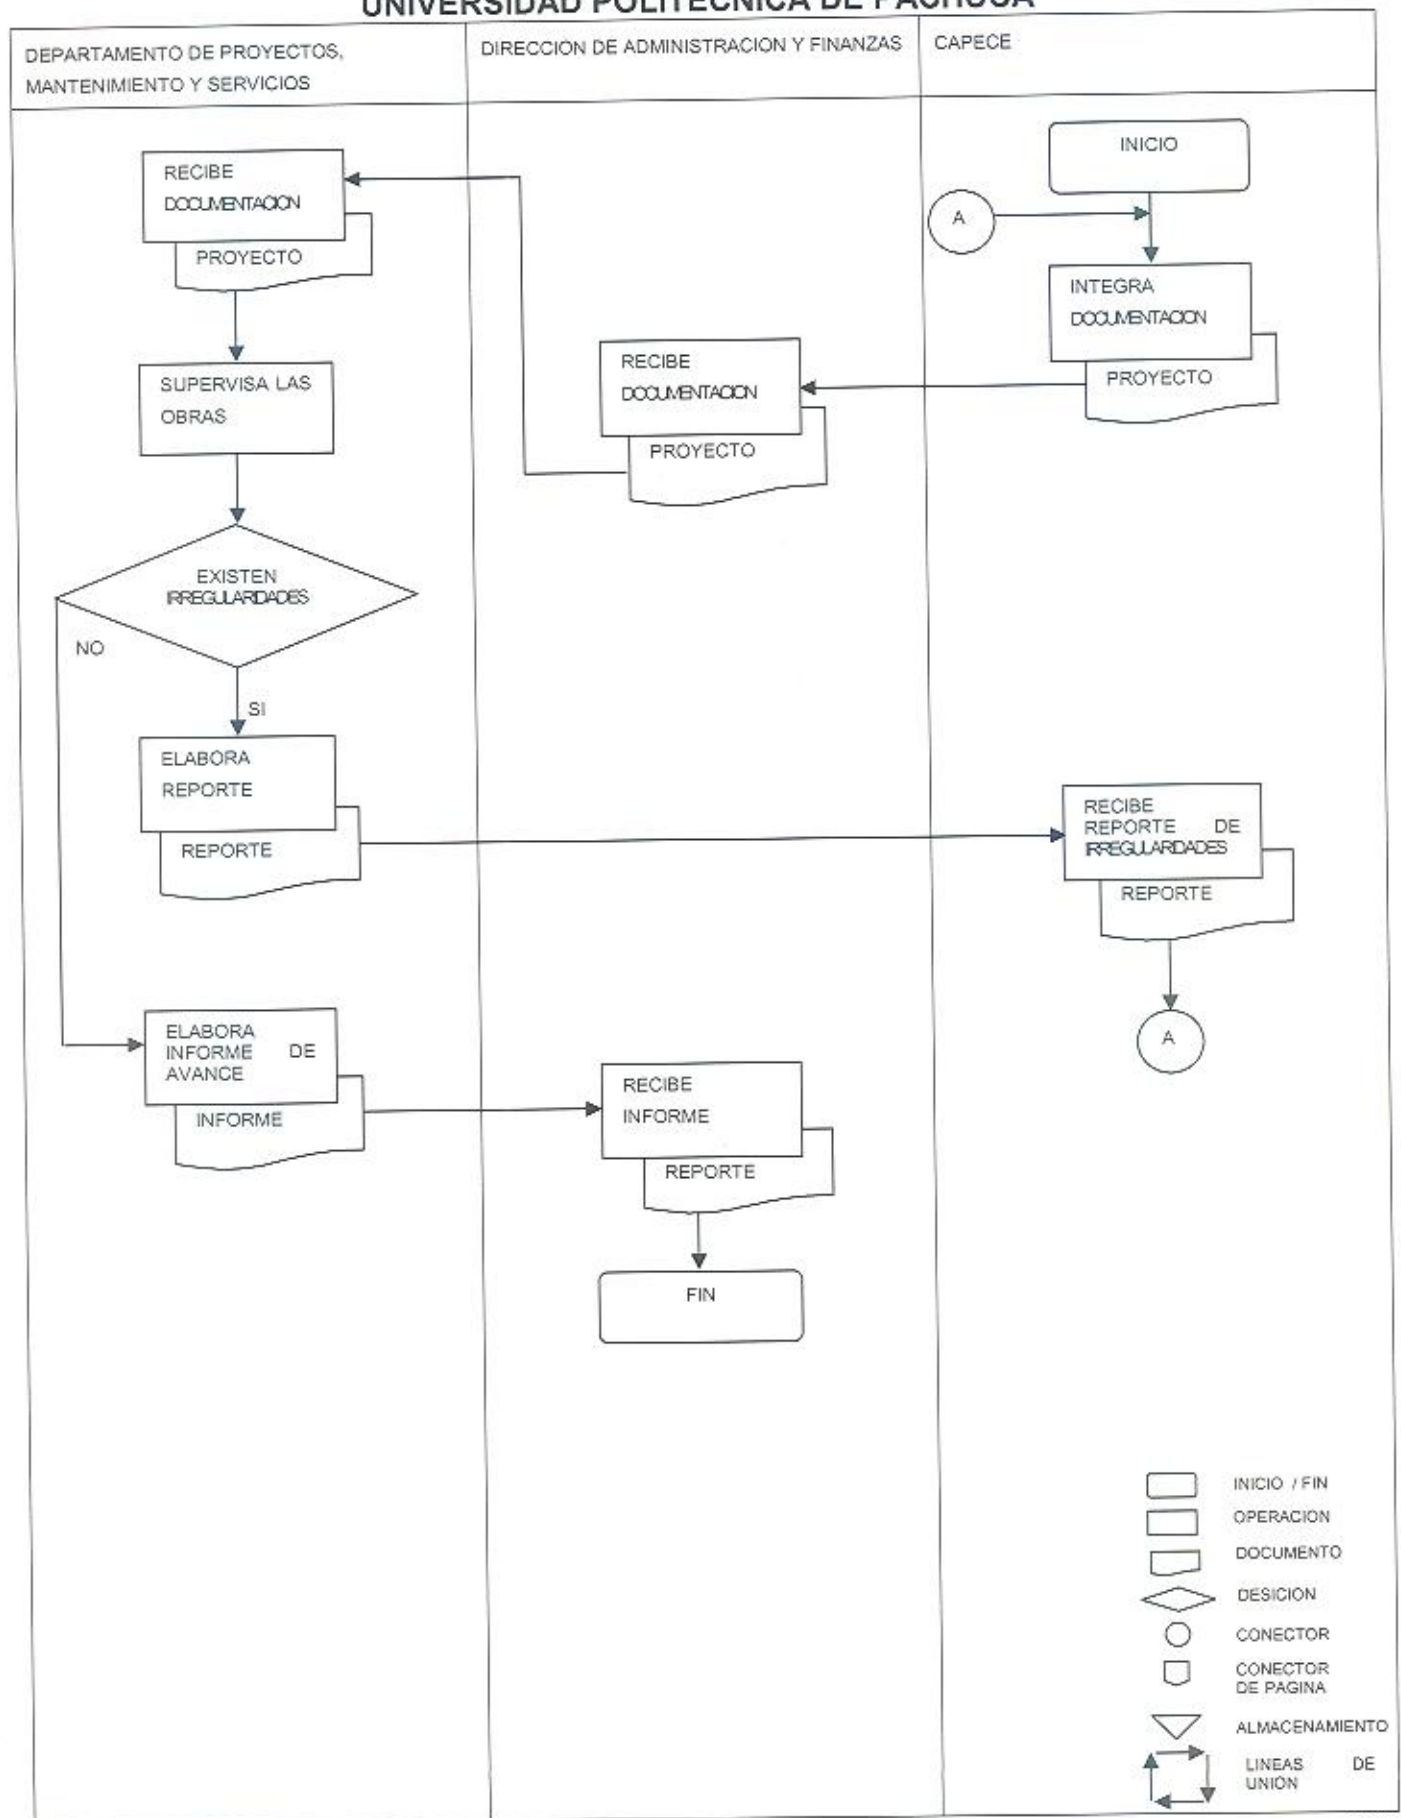 UNIVERSIDAD POLITECNICA DE PACHUCA
DEPARTAMENTO DE PROYECTOS,
MANTENIMIENTO Y SERVICIOS
DIRECCION DE ADMINISTRACION Y FINANZAS
CAPECE
INICIO
A
INTEGRA
DOCUMENTACION
PROYECTO
RECIBE
DOCUMENTACION
PROYECTO
RECIBE
DOCUMENTACION
PROYECTO
SUPERVISA LAS
OBRAS
EXISTEN
IRREGULARIDADES
NO
SI
ELABORA
REPORTE
REPORTE
RECIBE
REPORTE DE
IRREGULARIDADES
REPORTE
A
ELABORA
INFORME DE
AVANCE
INFORME
RECIBE
INFORME
REPORTE
FIN
INICIO / FIN
OPERACION
DOCUMENTO
DESICION
CONECTOR
CONECTOR
DE PAGINA
ALMACENAMIENTO
LINEAS DE
UNION